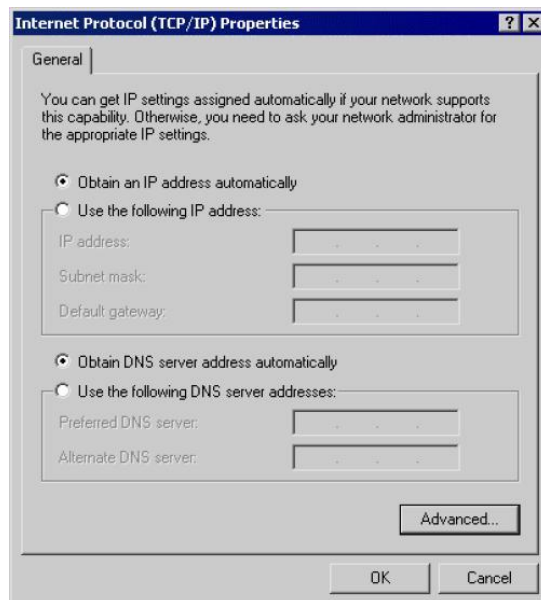 Internet Protocol (TCP/IP) Properties
General
You can get IP settings assigned automatically if your network supports
this capability. Otherwise, you need to ask your network administrator for
the appropriate IP settings.
Obtain an IP address automatically
Use the following IP address:
IP address:
Subnet mask:
Default gateway:
Obtain DNS server address automatically
Use the following DNS server addresses:
Preferred DNS server:
Alternate DNS server:
Advanced...
OK
Cancel